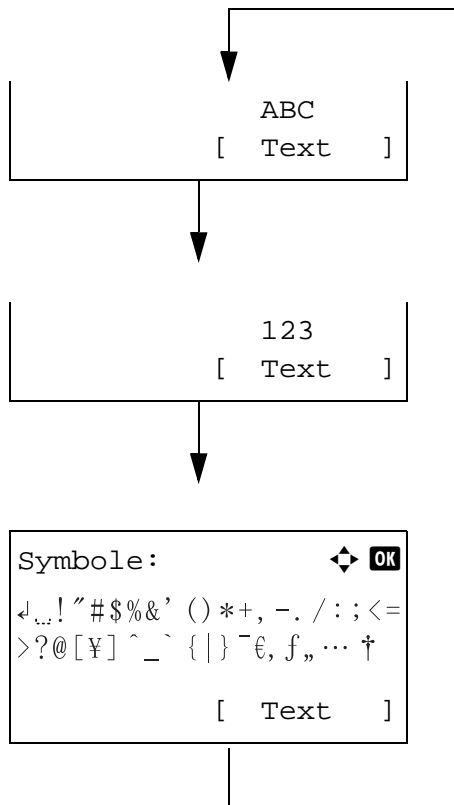 ABC
[ Text ]
123
[ Text ]
Symbole: OK
↲␣!"#$%&'()*+,-./:;<=
>?@[¥]^_`{|}¯€,ƒ„…†
[ Text ]